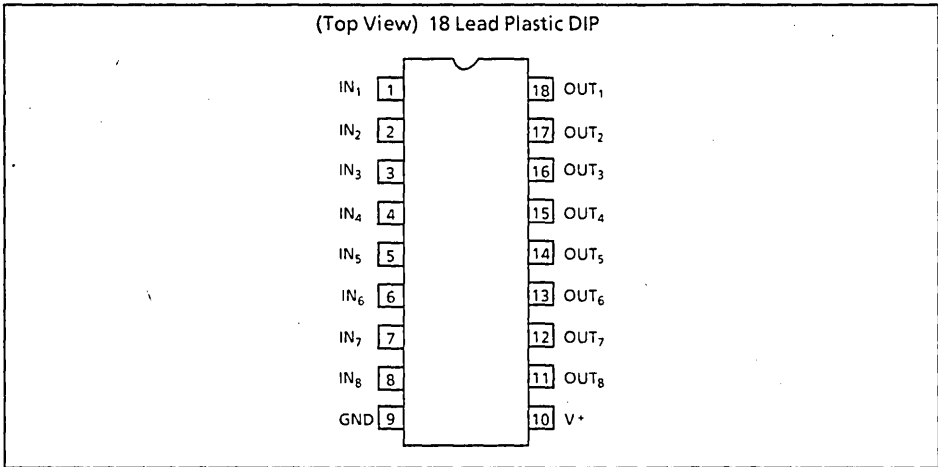 (Top View) 18 Lead Plastic DIP
IN₁ 1 18 OUT₁
IN₂ 2 17 OUT₂
IN₃ 3 16 OUT₃
IN₄ 4 15 OUT₄
IN₅ 5 14 OUT₅
IN₆ 6 13 OUT₆
IN₇ 7 12 OUT₇
IN₈ 8 11 OUT₈
GND 9 10 V+